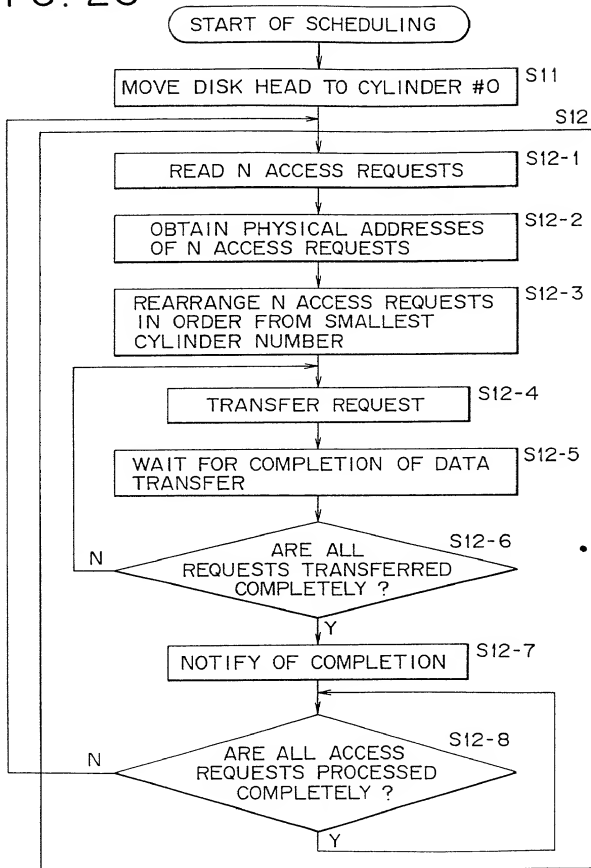 START OF SCHEDULING
MOVE DISK HEAD TO CYLINDER #0
S11
S12
READ N ACCESS REQUESTS
S12-1
OBTAIN PHYSICAL ADDRESSES
OF N ACCESS REQUESTS
S12-2
REARRANGE N ACCESS REQUESTS
IN ORDER FROM SMALLEST
CYLINDER NUMBER
S12-3
TRANSFER REQUEST
S12-4
WAIT FOR COMPLETION OF DATA
TRANSFER
S12-5
ARE ALL
REQUESTS TRANSFERRED
COMPLETELY ?
S12-6
N
Y
NOTIFY OF COMPLETION
S12-7
ARE ALL ACCESS
REQUESTS PROCESSED
COMPLETELY ?
S12-8
N
Y